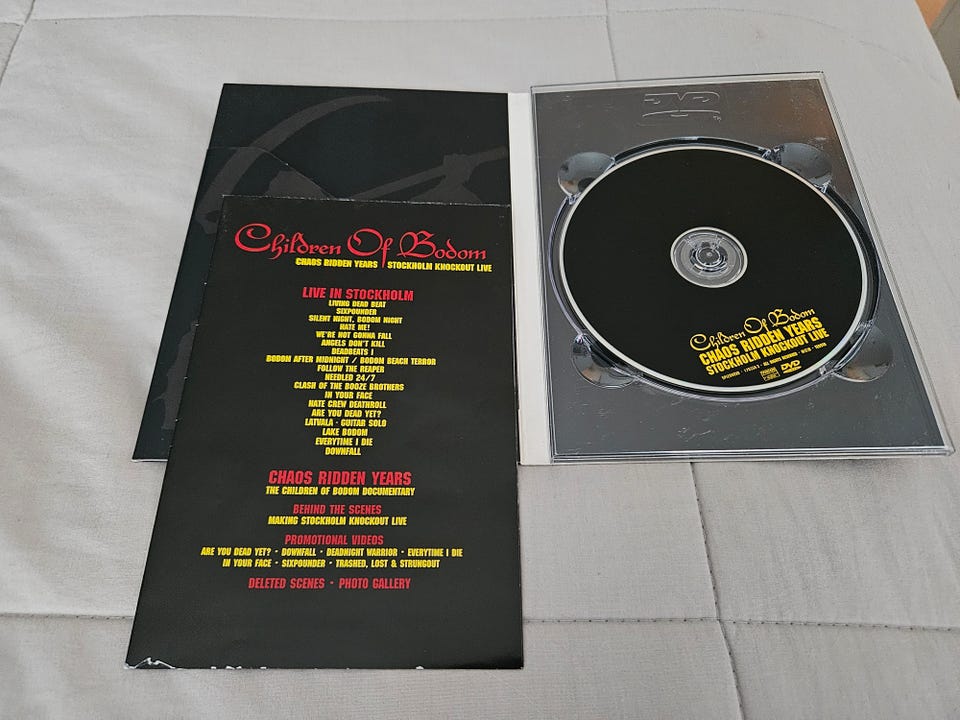 Children Of Bodom
CHAOS RIDDEN YEARS STOCKHOLM KNOCKOUT LIVE
LIVE IN STOCKHOLM
LIVING DEAD BEAT
SIXPOUNDER
SILENT NIGHT, BODOM NIGHT
HATE ME!
WE'RE NOT GONNA FALL
ANGELS DON'T KILL
DEADBEATS I
BODOM AFTER MIDNIGHT / BODOM BEACH TERROR
FOLLOW THE REAPER
NEEDLED 24/7
CLASH OF THE BOOZE BROTHERS
IN YOUR FACE
HATE CREW DEATHROLL
ARE YOU DEAD YET?
LATVALA - GUITAR SOLO
LAKE BODOM
EVERYTIME I DIE
DOWNFALL
CHAOS RIDDEN YEARS
THE CHILDREN OF BODOM DOCUMENTARY
BEHIND THE SCENES
MAKING STOCKHOLM KNOCKOUT LIVE
PROMOTIONAL VIDEOS
ARE YOU DEAD YET? · DOWNFALL · DEADNIGHT WARRIOR · EVERYTIME I DIE
IN YOUR FACE · SIXPOUNDER · TRASHED, LOST & STRUNGOUT
DELETED SCENES · PHOTO GALLERY
DVD
Children Of Bodom
CHAOS RIDDEN YEARS
STOCKHOLM KNOCKOUT LIVE
ALL RIGHTS RESERVED
DVD